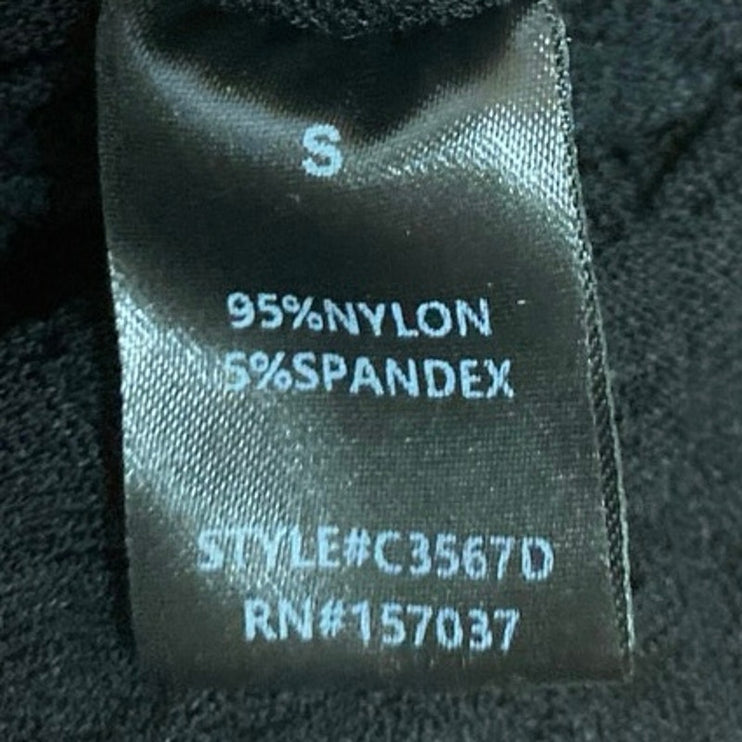 S
95%NYLON
5%SPANDEX
STYLE#C3567D
RN#157037